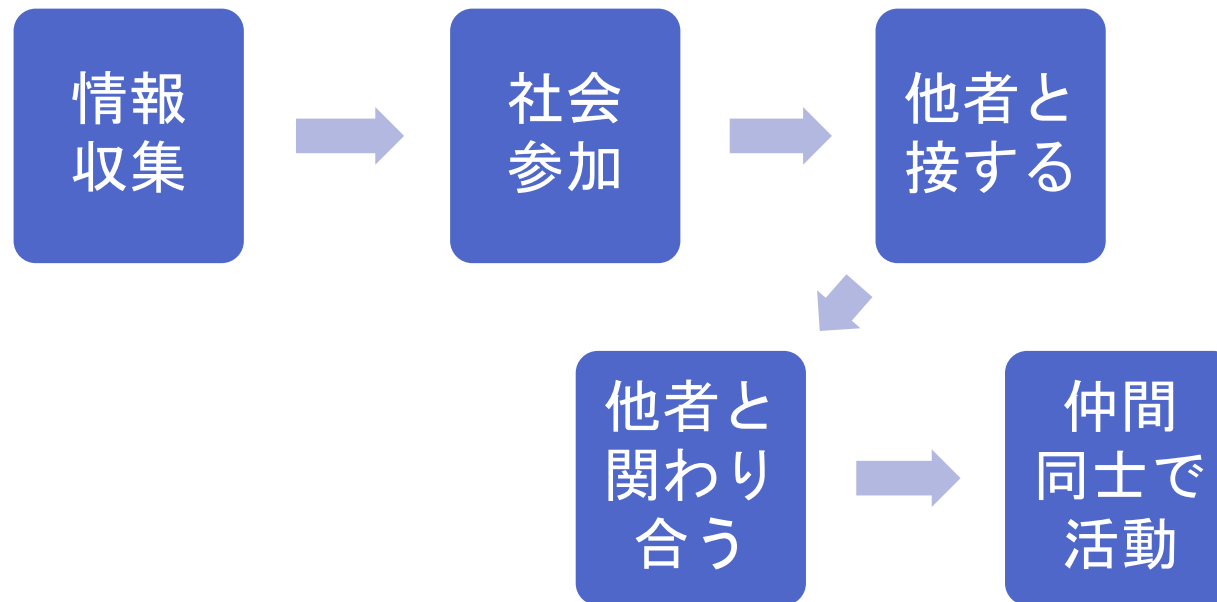 情報
収集
社会
参加
他者と
接する
他者と
関わり
合う
仲間
同士で
活動